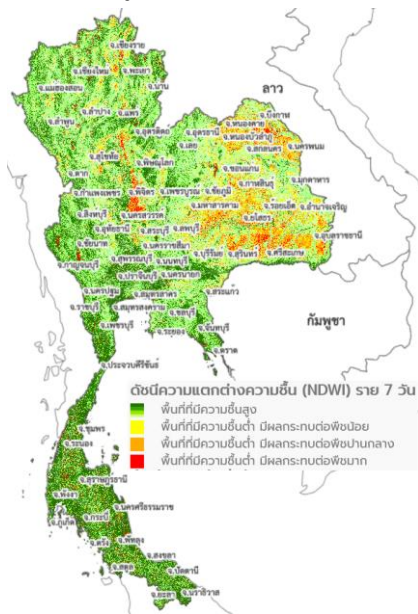 จ.เชียงราย
จ.เชียงใหม่
จ.พะเยา
จ.แม่ฮ่องสอน
จ.น่าน
จ.ลำปาง
จ.แพร่
จ.ลำพูน
จ.อุตรดิตถ์
ลาว
จ.บึงกาฬ
จ.หนองคาย
จ.อุดรธานี
จ.หนองบัวลำภู
จ.เลย
จ.สกลนคร
จ.นครพนม
จ.สุโขทัย
จ.พิษณุโลก
จ.ตาก
จ.ขอนแก่น
จ.มุกดาหาร
จ.กำแพงเพชร
จ.พิจิตร
จ.เพชรบูรณ์
จ.ชัยภูมิ
จ.กาฬสินธุ์
จ.มหาสารคาม
จ.ร้อยเอ็ด
จ.อำนาจเจริญ
จ.สิงห์บุรี
จ.นครสวรรค์
จ.ยโสธร
จ.อุทัยธานี
จ.สระบุรี
จ.ลพบุรี
จ.อุบลราชธานี
จ.ชัยนาท
จ.นครราชสีมา
จ.บุรีรัมย์
จ.สุรินทร์
จ.ศรีสะเกษ
จ.สุพรรณบุรี
จ.นนทบุรี
จ.กาญจนบุรี
จ.ปราจีนบุรี
จ.นครนายก
จ.นครปฐม
จ.สมุทรสาคร
จ.สระแก้ว
จ.ราชบุรี
จ.สมุทรสงคราม
จ.ชลบุรี
จ.เพชรบุรี
จ.ระยอง
จ.จันทบุรี
กัมพูชา
จ.ตราด
จ.ประจวบคีรีขันธ์
ดัชนีความแตกต่างความชื้น (NDWI) ราย 7 วัน
พื้นที่ที่มีความชื้นสูง
พื้นที่ที่มีความชื้นต่ำ มีผลกระทบต่อพืชน้อย
พื้นที่ที่มีความชื้นต่ำ มีผลกระทบต่อพืชปานกลาง
พื้นที่ที่มีความชื้นต่ำ มีผลกระทบต่อพืชมาก
จ.ชุมพร
จ.ระนอง
จ.สุราษฎร์ธานี
จ.พังงา
จ.นครศรีธรรมราช
จ.ภูเก็ต
จ.กระบี่
จ.ตรัง
จ.พัทลุง
จ.สงขลา
จ.สตูล
จ.ปัตตานี
จ.ยะลา
จ.นราธิวาส